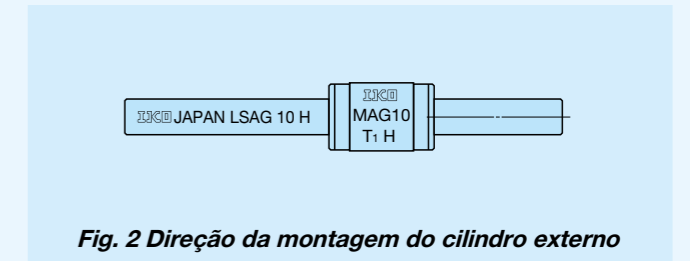 IKO JAPAN LSAG 10 H
IKO
MAG10
T1 H
Fig. 2 Direção da montagem do cilindro externo